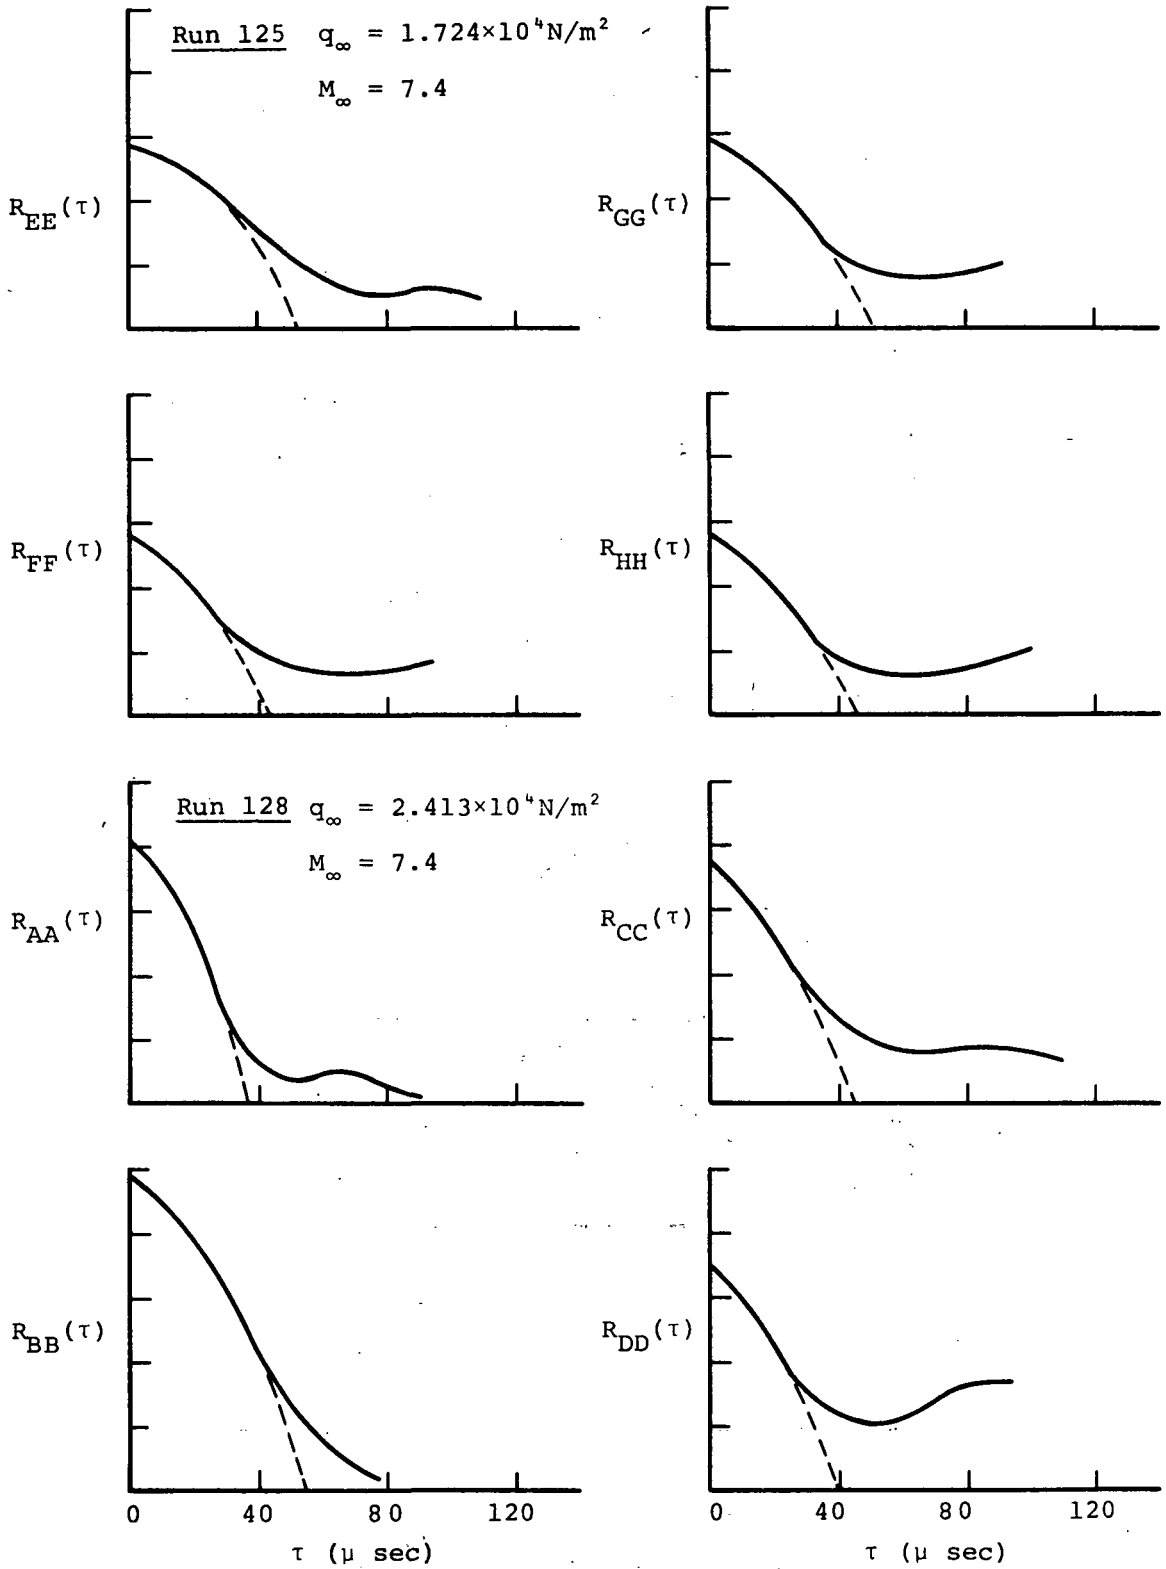 Run 125 q∞ = 1.724×10⁴N/m²
M∞ = 7.4
R_EE(τ)
R_GG(τ)
R_FF(τ)
R_HH(τ)
Run 128 q∞ = 2.413×10⁴N/m²
M∞ = 7.4
R_AA(τ)
R_CC(τ)
R_BB(τ)
R_DD(τ)
0 40 80 120
τ (μ sec)
0 40 80 120
τ (μ sec)